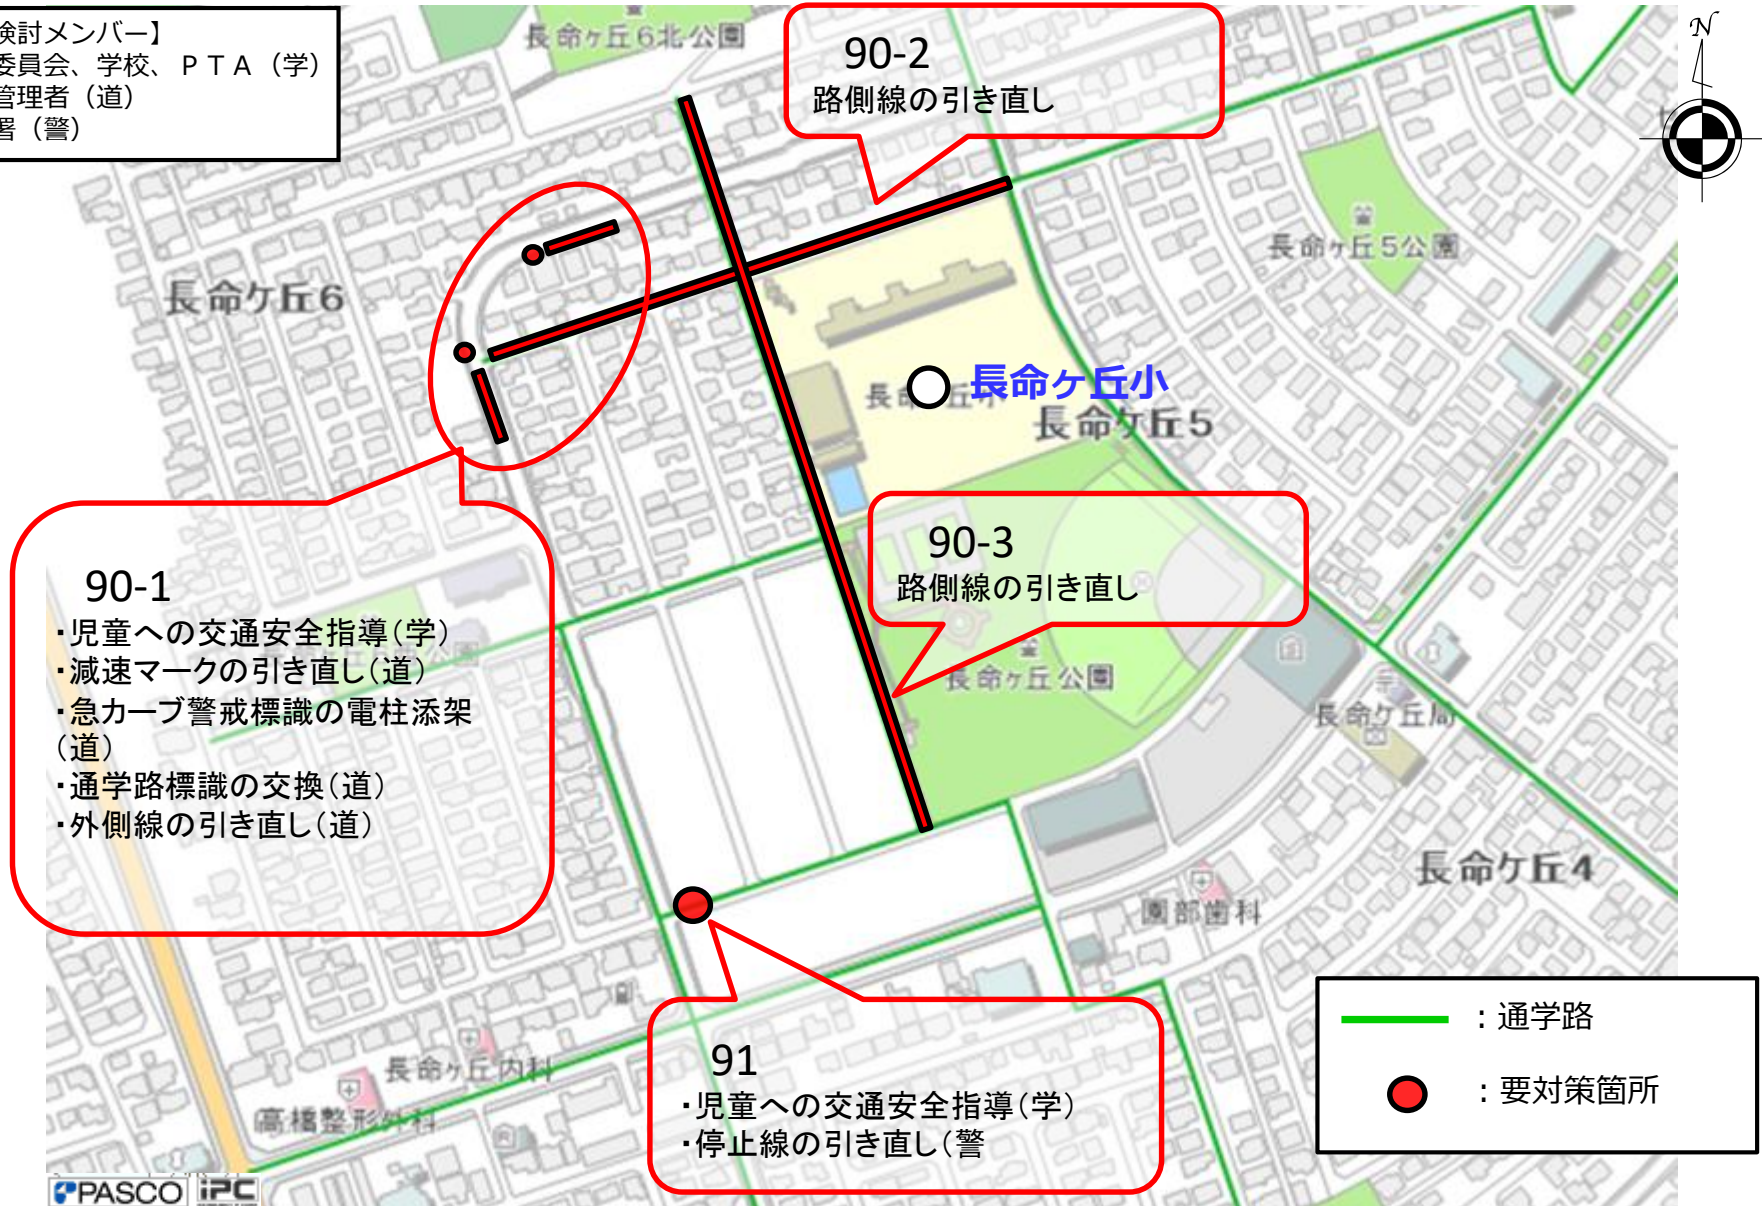 検討メンバー】
委員会、学校、ＰＴＡ（学）
管理者（道）
署（警）
長命ヶ丘6北公園
90-2
路側線の引き直し
N
長命ヶ丘5公園
長命ケ丘6
長命ヶ丘小
長命ケ丘5
90-3
路側線の引き直し
90-1
・児童への交通安全指導（学）
・減速マークの引き直し（道）
・急カーブ警戒標識の電柱添架
（道）
・通学路標識の交換（道）
・外側線の引き直し（道）
長命ヶ丘公園
長命ケ丘局
長命ケ丘4
園部歯科
91
・児童への交通安全指導（学）
・停止線の引き直し（警
長命ヶ丘内科
高橋整形外科
：通学路
：要対策箇所
PASCO iPC